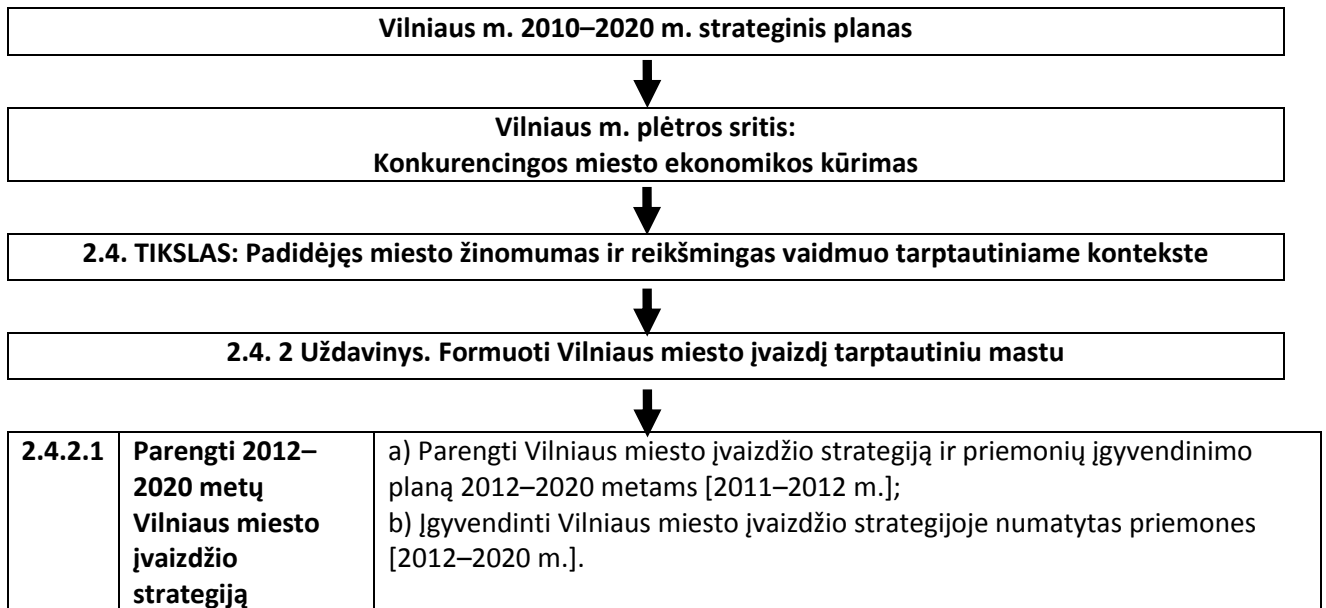 Vilniaus m. 2010–2020 m. strateginis planas
Vilniaus m. plėtros sritis:
Konkurencingos miesto ekonomikos kūrimas
2.4. TIKSLAS: Padidėjęs miesto žinomumas ir reikšmingas vaidmuo tarptautiniame kontekste
2.4. 2 Uždavinys. Formuoti Vilniaus miesto įvaizdį tarptautiniu mastu
2.4.2.1
Parengti 2012–
2020 metų
Vilniaus miesto
įvaizdžio
strategiją
a) Parengti Vilniaus miesto įvaizdžio strategiją ir priemonių įgyvendinimo
planą 2012–2020 metams [2011–2012 m.];
b) Įgyvendinti Vilniaus miesto įvaizdžio strategijoje numatytas priemones
[2012–2020 m.].